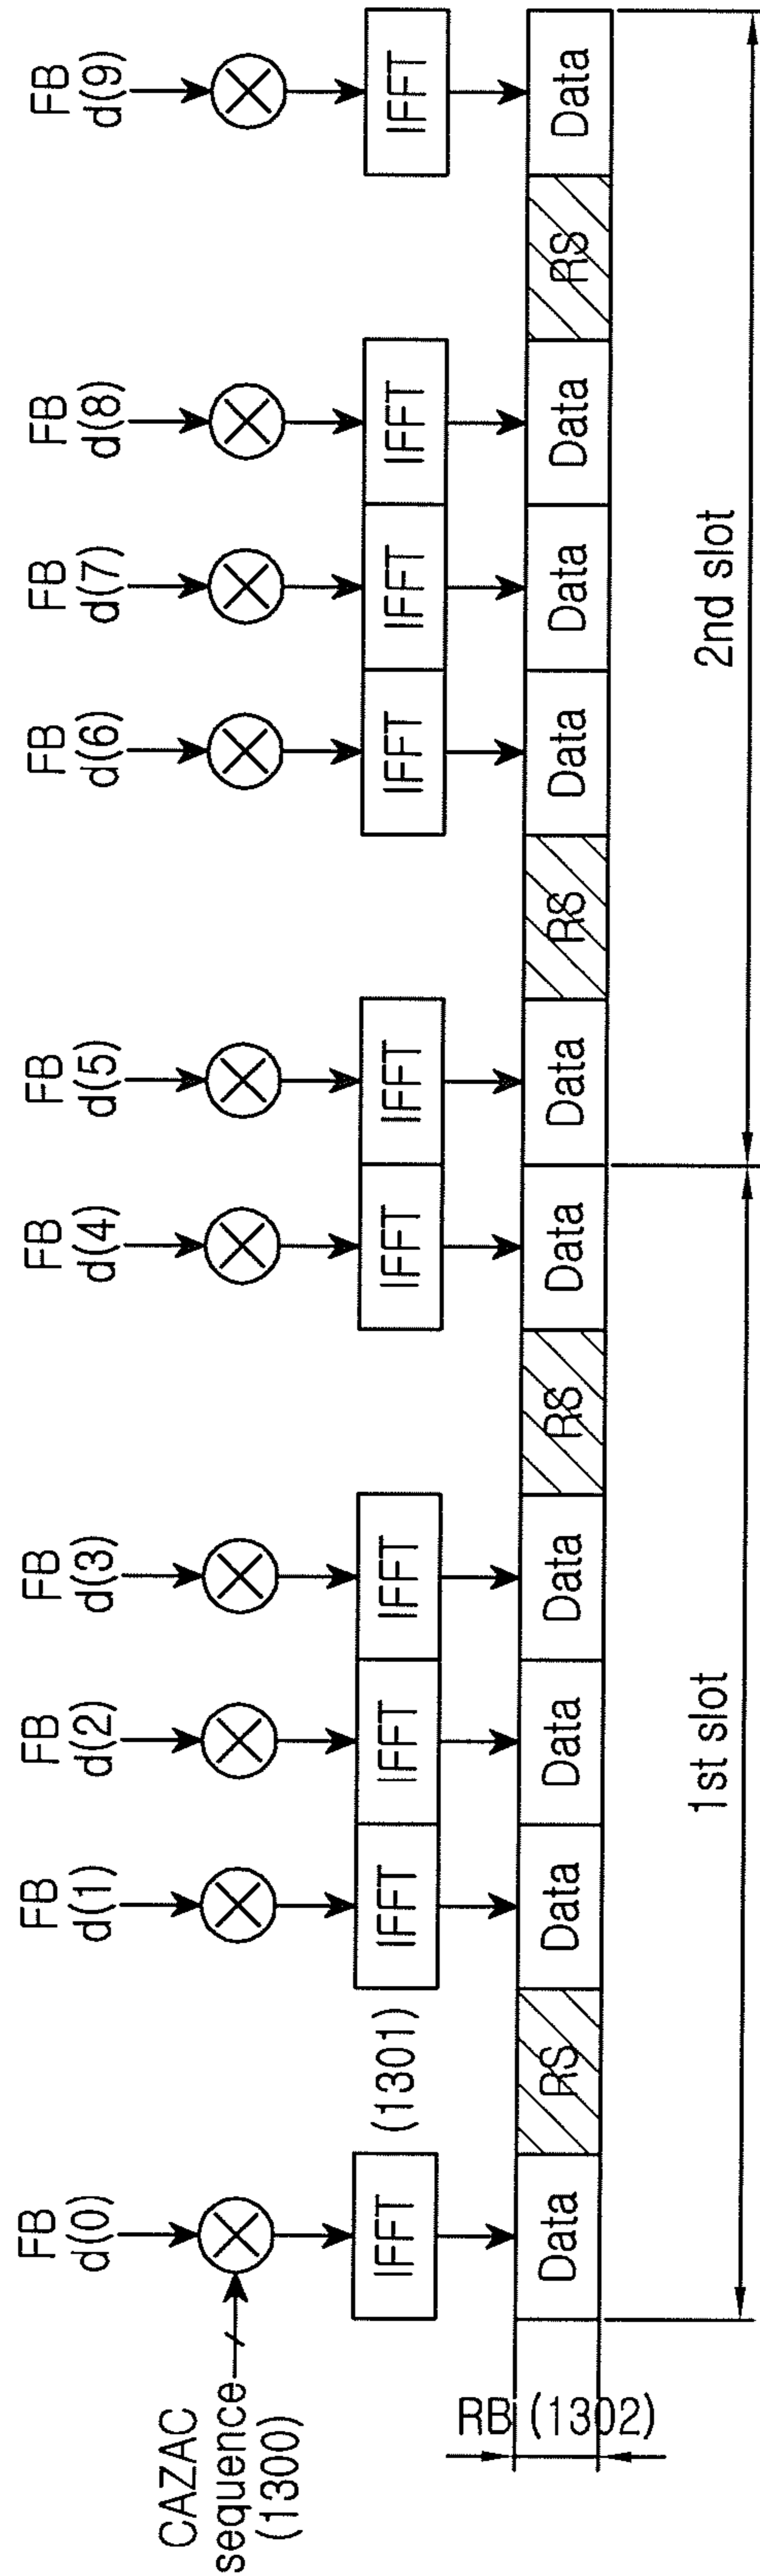 FB FB FB FB FB FB FB FB FB FB
d(0) d(1) d(2) d(3) d(4) d(5) d(6) d(7) d(8) d(9)
CAZAC
sequence
(1300)
IFFT (1301) IFFT IFFT IFFT IFFT IFFT IFFT IFFT IFFT IFFT
Data RS Data Data Data RS Data Data RS Data Data Data RS Data
RB (1302)
1st slot 2nd slot